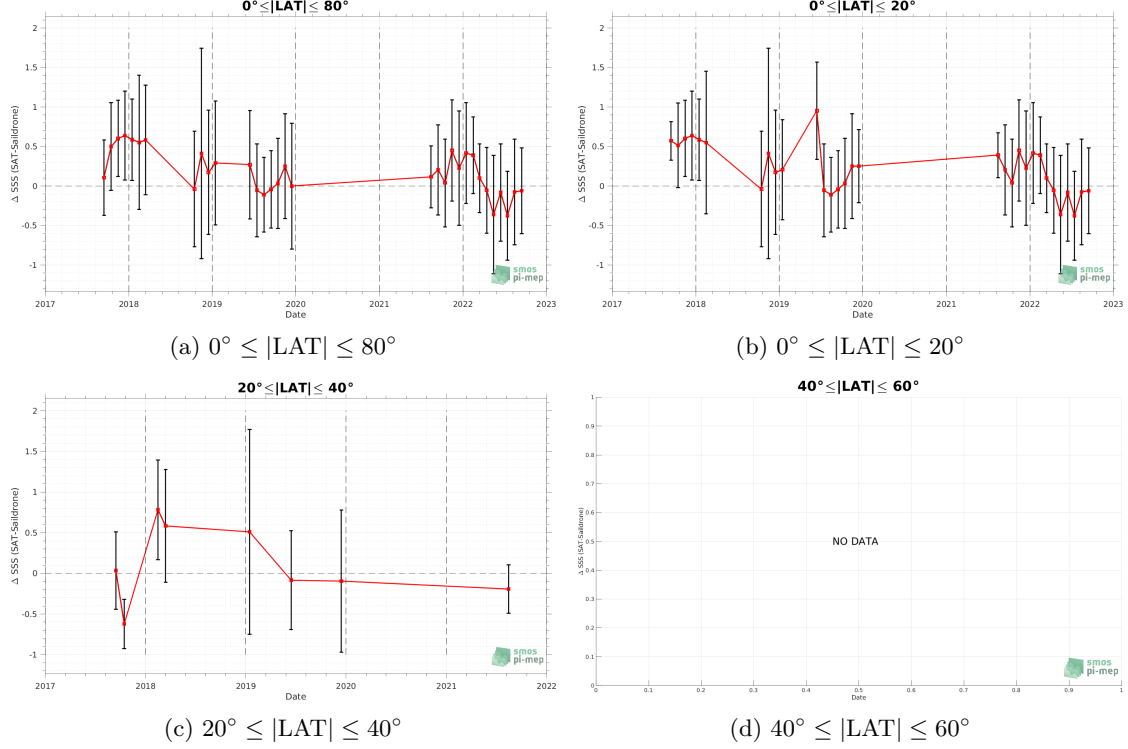 0°≤|LAT|≤ 80°
Δ SSS (SAT-Saildrone)
2
1.5
1
0.5
0
-0.5
-1
2017
2018
2019
2020
2021
2022
2023
Date
smos
pi-mep
(a) 0° ≤ |LAT| ≤ 80°
0°≤|LAT|≤ 20°
Δ SSS (SAT-Saildrone)
2
1.5
1
0.5
0
-0.5
-1
2017
2018
2019
2020
2021
2022
2023
Date
smos
pi-mep
(b) 0° ≤ |LAT| ≤ 20°
20°≤|LAT|≤ 40°
Δ SSS (SAT-Saildrone)
2
1.5
1
0.5
0
-0.5
-1
2017
2018
2019
2020
2021
2022
Date
smos
pi-mep
(c) 20° ≤ |LAT| ≤ 40°
40°≤|LAT|≤ 60°
Δ SSS (SAT-Saildrone)
1
0.9
0.8
0.7
0.6
0.5
0.4
0.3
0.2
0.1
0
NO DATA
0
0.1
0.2
0.3
0.4
0.5
0.6
0.7
0.8
0.9
1
Date
smos
pi-mep
(d) 40° ≤ |LAT| ≤ 60°